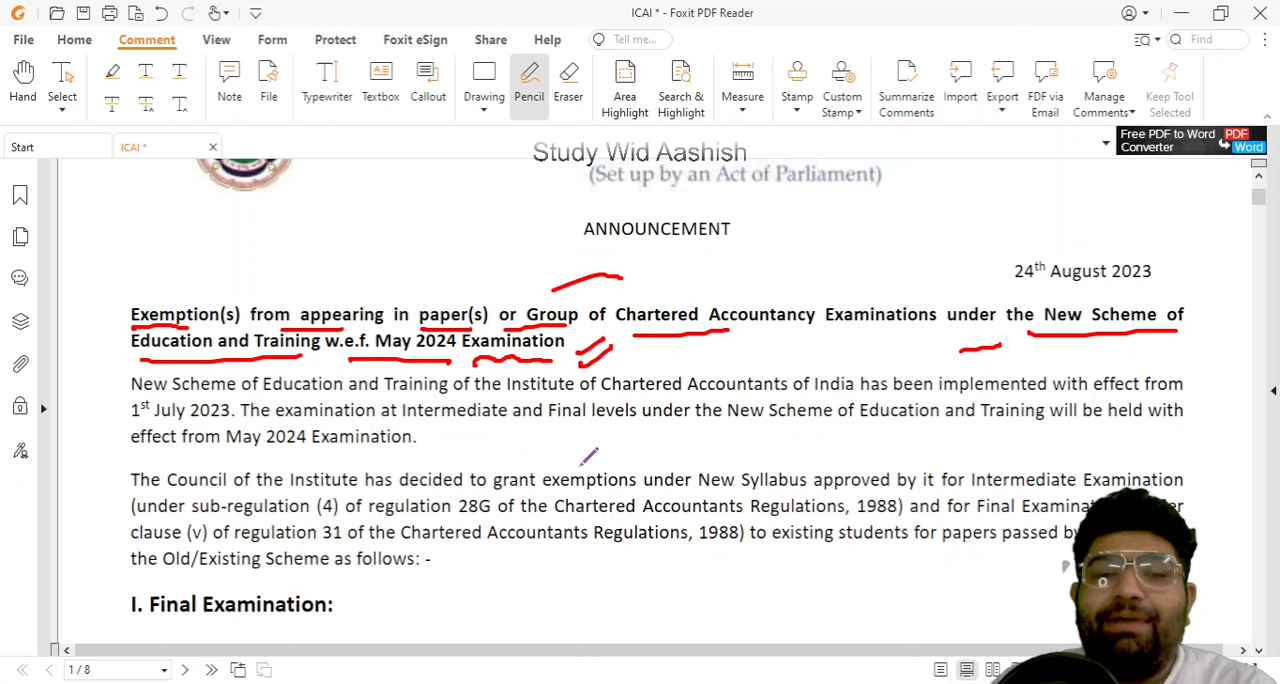 ICAI * - Foxit PDF Reader
File Home Comment View Form Protect Foxit eSign Share Help Tell me... Find
Hand Select Note File Typewriter Textbox Callout Drawing Pencil Eraser Area Highlight Search & Highlight Measure Stamp Custom Stamp Summarize Comments Import Export FDF via Email Manage Comments Keep Tool Selected
Start ICAI *
Free PDF to Word Converter PDF Word
Study Wid Aashish
(Set up by an Act of Parliament)
ANNOUNCEMENT
24th August 2023
Exemption(s) from appearing in paper(s) or Group of Chartered Accountancy Examinations under the New Scheme of
Education and Training w.e.f. May 2024 Examination
New Scheme of Education and Training of the Institute of Chartered Accountants of India has been implemented with effect from
1st July 2023. The examination at Intermediate and Final levels under the New Scheme of Education and Training will be held with
effect from May 2024 Examination.
The Council of the Institute has decided to grant exemptions under New Syllabus approved by it for Intermediate Examination
(under sub-regulation (4) of regulation 28G of the Chartered Accountants Regulations, 1988) and for Final
clause (v) of regulation 31 of the Chartered Accountants Regulations, 1988) to existing students for papers passed
the Old/Existing Scheme as follows: -
I. Final Examination:
1 / 8